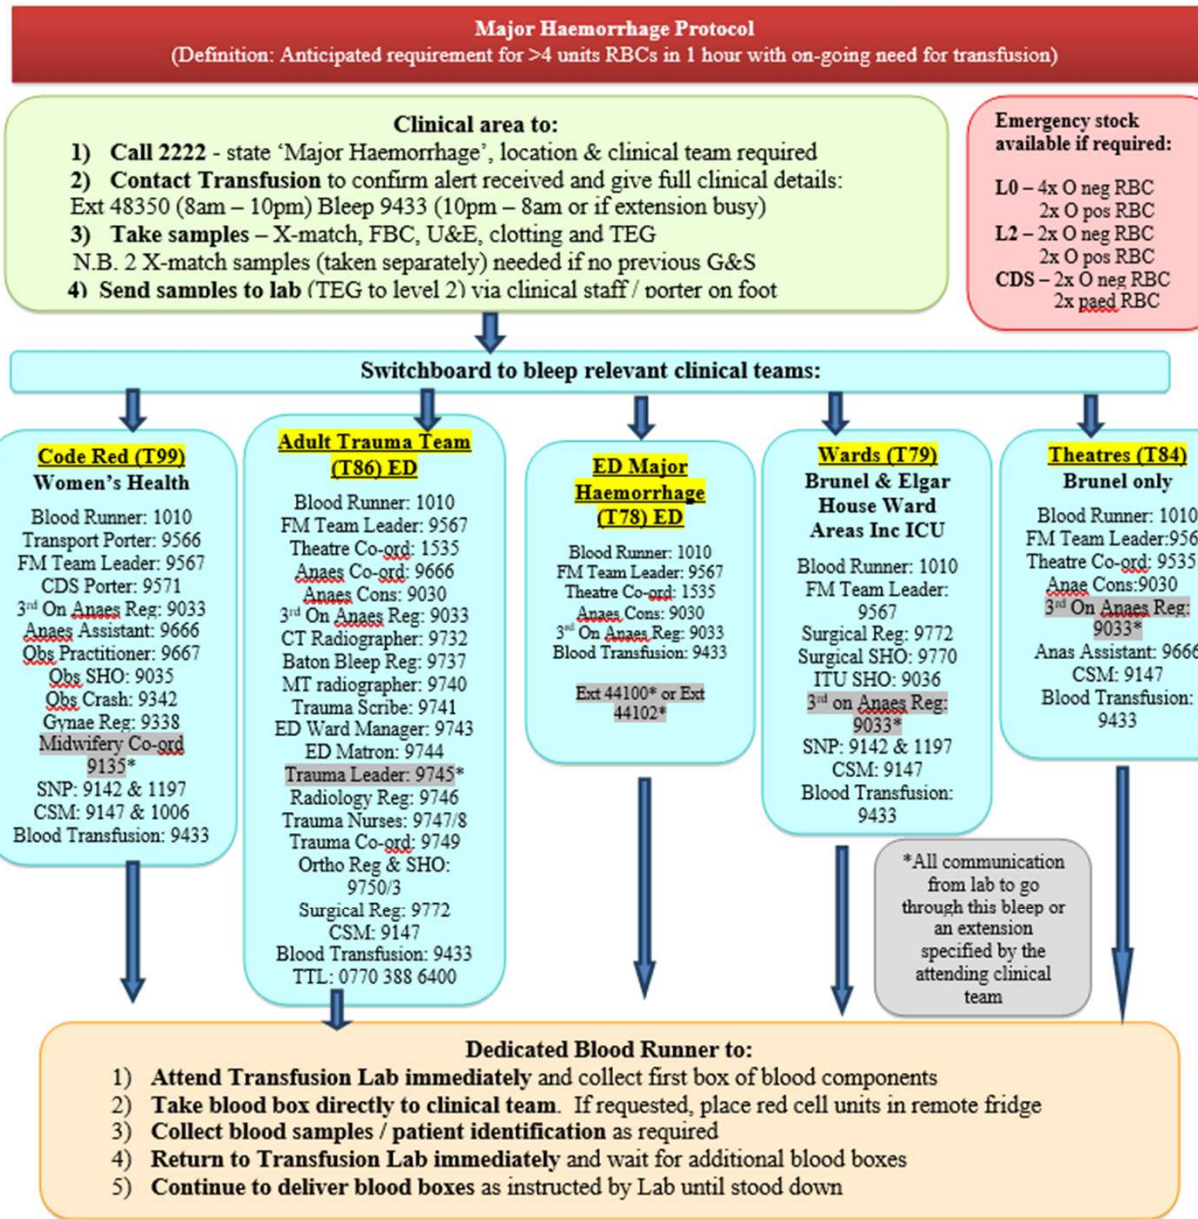 Major Haemorrhage Protocol
(Definition: Anticipated requirement for >4 units RBCs in 1 hour with on-going need for transfusion)
Clinical area to:
1) Call 2222 - state ‘Major Haemorrhage’, location & clinical team required
2) Contact Transfusion to confirm alert received and give full clinical details:
Ext 48350 (8am – 10pm) Bleep 9433 (10pm – 8am or if extension busy)
3) Take samples – X-match, FBC, U&E, clotting and TEG
N.B. 2 X-match samples (taken separately) needed if no previous G&S
4) Send samples to lab (TEG to level 2) via clinical staff / porter on foot
Emergency stock
available if required:
L0 – 4x O neg RBC
2x O pos RBC
L2 – 2x O neg RBC
2x O pos RBC
CDS – 2x O neg RBC
2x paed RBC
Switchboard to bleep relevant clinical teams:
Code Red (T99)
Women’s Health
Blood Runner: 1010
Transport Porter: 9566
FM Team Leader: 9567
CDS Porter: 9571
3rd On Anaes Reg: 9033
Anaes Assistant: 9666
Obs Practitioner: 9667
Obs SHO: 9035
Obs Crash: 9342
Gynae Reg: 9338
Midwifery Co-ord
9135*
SNP: 9142 & 1197
CSM: 9147 & 1006
Blood Transfusion: 9433
Adult Trauma Team
(T86) ED
Blood Runner: 1010
FM Team Leader: 9567
Theatre Co-ord: 1535
Anaes Co-ord: 9666
Anaes Cons: 9030
3rd On Anaes Reg: 9033
CT Radiographer: 9732
Baton Bleep Reg: 9737
MT radiographer: 9740
Trauma Scribe: 9741
ED Ward Manager: 9743
ED Matron: 9744
Trauma Leader: 9745*
Radiology Reg: 9746
Trauma Nurses: 9747/8
Trauma Co-ord: 9749
Ortho Reg & SHO:
9750/3
Surgical Reg: 9772
CSM: 9147
Blood Transfusion: 9433
TTL: 0770 388 6400
ED Major
Haemorrhage
(T78) ED
Blood Runner: 1010
FM Team Leader: 9567
Theatre Co-ord: 1535
Anaes Cons: 9030
3rd On Anaes Reg: 9033
Blood Transfusion: 9433
Ext 44100* or Ext
44102*
Wards (T79)
Brunel & Elgar
House Ward
Areas Inc ICU
Blood Runner: 1010
FM Team Leader:
9567
Surgical Reg: 9772
Surgical SHO: 9770
ITU SHO: 9036
3rd on Anaes Reg:
9033*
SNP: 9142 & 1197
CSM: 9147
Blood Transfusion:
9433
Theatres (T84)
Brunel only
Blood Runner: 1010
FM Team Leader:956
Theatre Co-ord: 9535
Anae Cons:9030
3rd On Anaes Reg:
9033*
Anas Assistant: 9666
CSM: 9147
Blood Transfusion:
9433
*All communication
from lab to go
through this bleep or
an extension
specified by the
attending clinical
team
Dedicated Blood Runner to:
1) Attend Transfusion Lab immediately and collect first box of blood components
2) Take blood box directly to clinical team. If requested, place red cell units in remote fridge
3) Collect blood samples / patient identification as required
4) Return to Transfusion Lab immediately and wait for additional blood boxes
5) Continue to deliver blood boxes as instructed by Lab until stood down